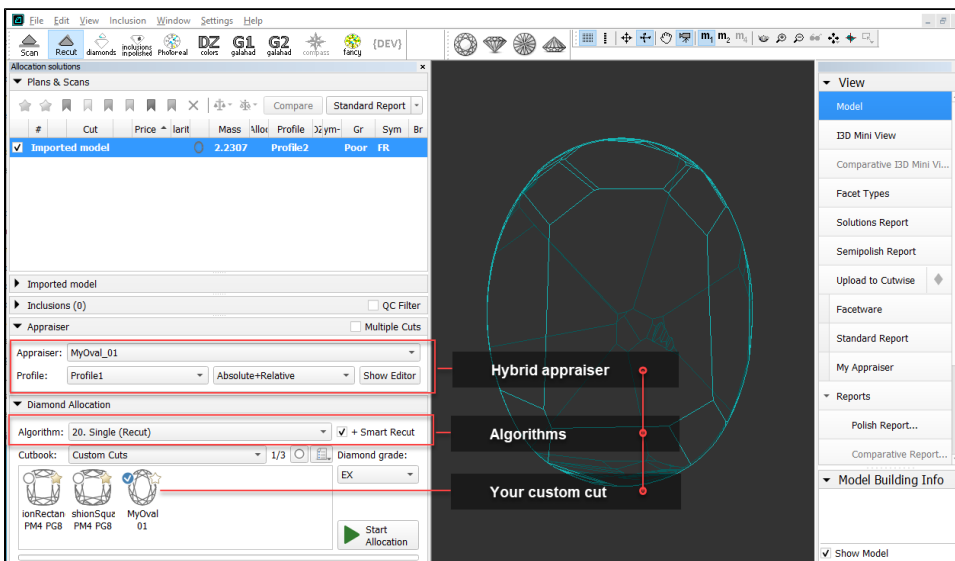 File Edit View Inclusion Window Settings Help
Scan Recut diamonds inclusions inpolished Photoreal DZ colors G1 galahad G2 galahad compass fancy {DEV}
m1 m2 m4
Allocation solutions
Plans & Scans
Compare Standard Report
# Cut Price larit Mass Alloc Profile ym- Gr Sym Br
Imported model 2.2307 Profile2 Poor FR
Imported model
Inclusions (0) QC Filter
Appraiser Multiple Cuts
Appraiser: MyOval_01
Profile: Profile1 Absolute+Relative Show Editor
Diamond Allocation
Algorithm: 20. Single (Recut) + Smart Recut
Cutbook: Custom Cuts 1/3 Diamond grade:
EX
ionRectan shionSqua MyOval
PM4 PG8 PM4 PG8 01
Start
Allocation
Hybrid appraiser
Algorithms
Your custom cut
View
Model
I3D Mini View
Comparative I3D Mini Vi...
Facet Types
Solutions Report
Semipolish Report
Upload to Cutwise
Facetware
Standard Report
My Appraiser
Reports
Polish Report...
Comparative Report...
Model Building Info
Show Model